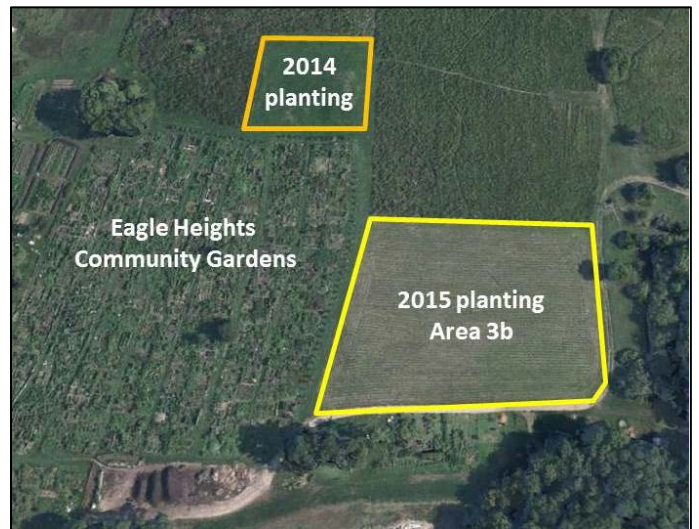 2014
planting
Eagle Heights
Community Gardens
2015 planting
Area 3b